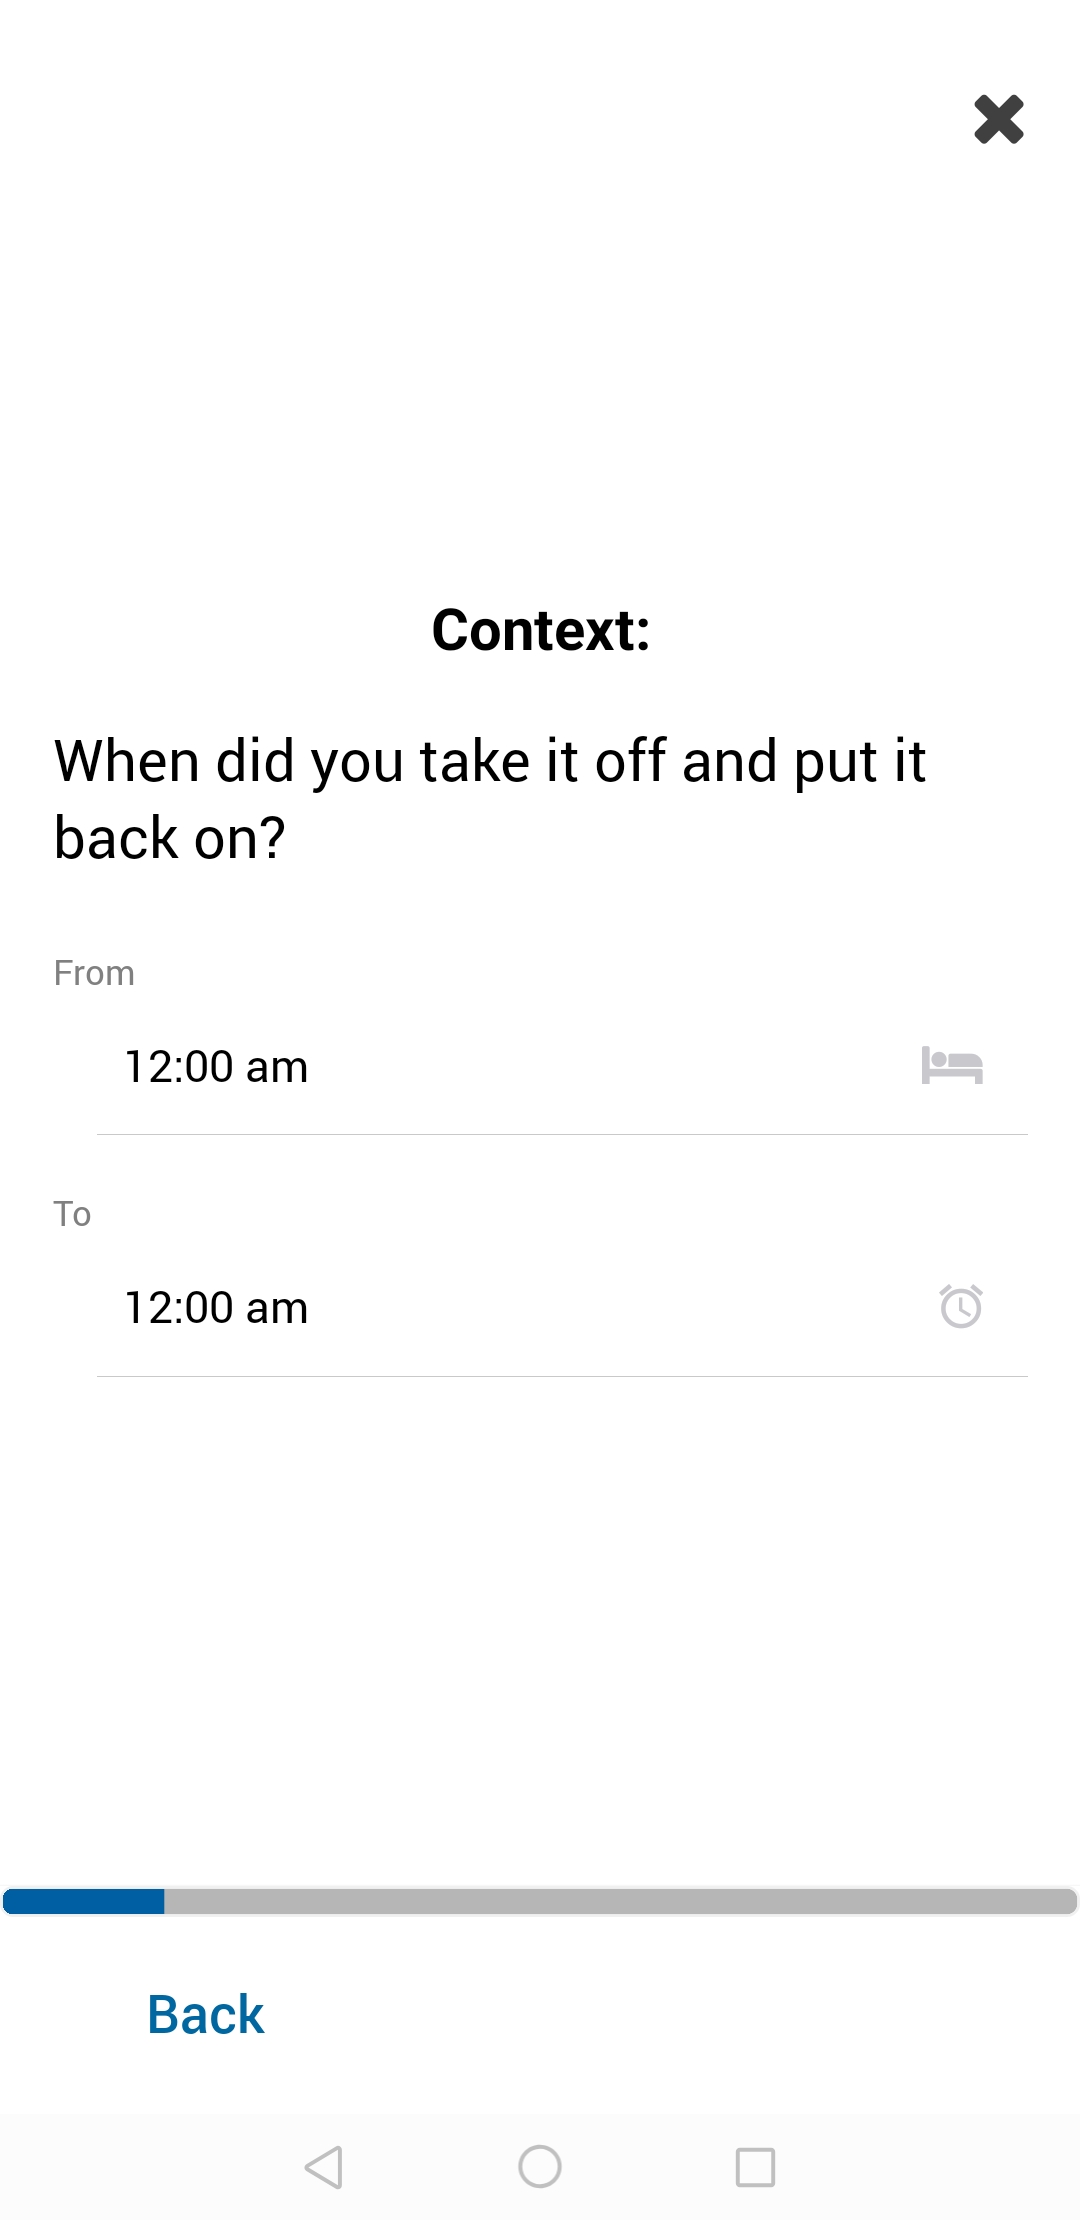 Context:
When did you take it off and put it
back on?
From
12:00 am
To
12:00 am
Back